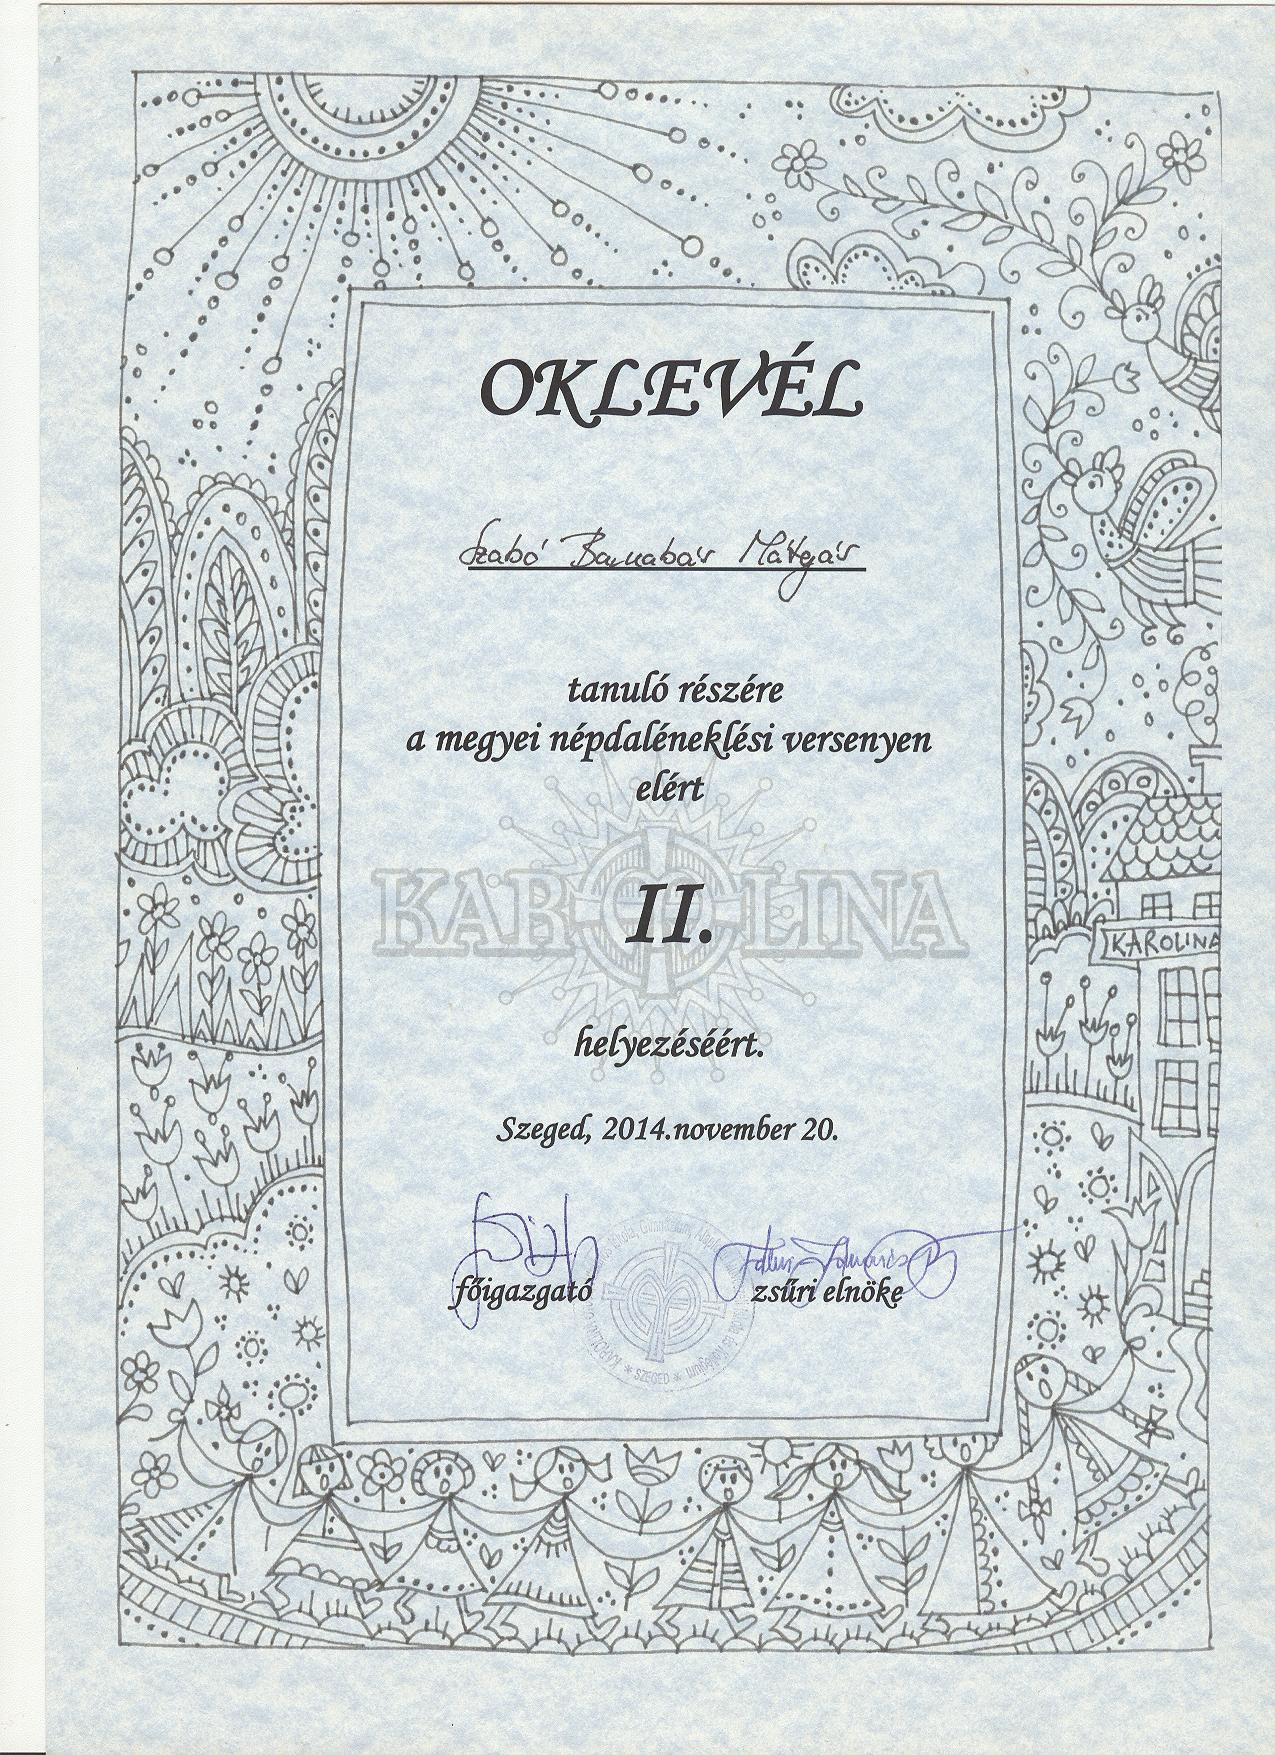 OKLEVÉL
Szabó Barnabás Mátyás
tanuló részére
a megyei népdaléneklési versenyen
elért
KAROLINA
II.
KAROLINA
helyezéséért.
Szeged, 2014.november 20.
főigazgató
zsűri elnöke
* SZEGED *